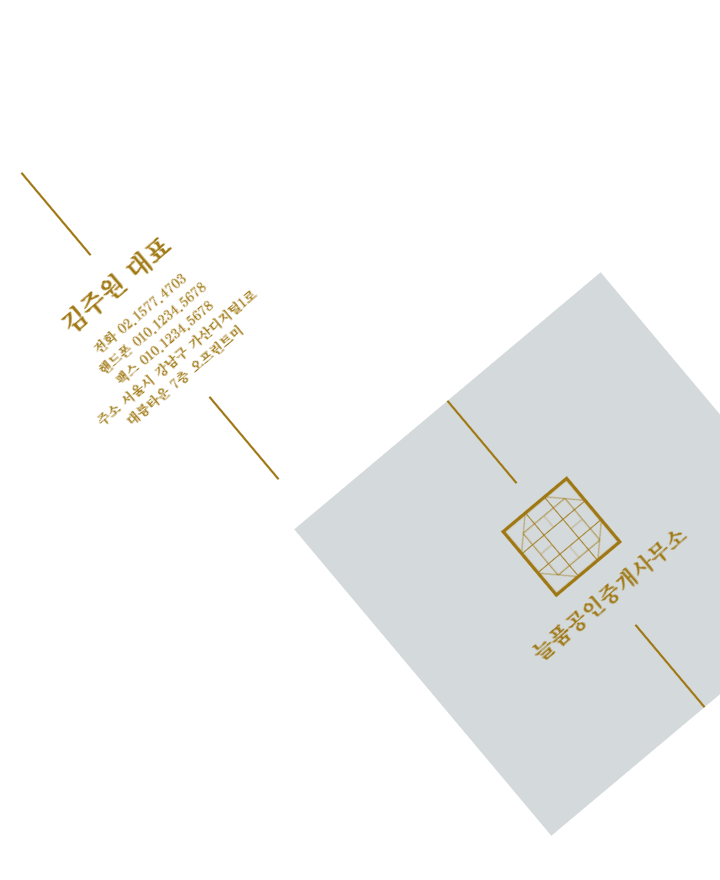 김주원 대표
전화 02.1577.4703
핸드폰 010.1234.5678
팩스 010.1234.5678
주소 서울시 강남구 가산디지털1로
대붕타운 7층 오프린트미
늘품공인중개사무소